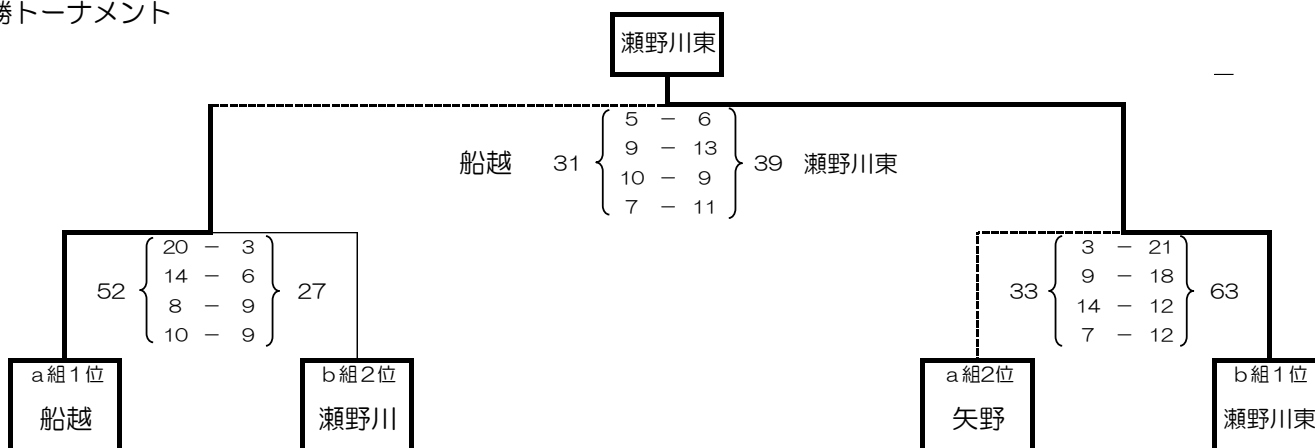 勝トーナメント
瀬野川東
－
船越 31 5 － 6 39 瀬野川東
9 － 13
10 － 9
7 － 11
52 20 － 3 27
14 － 6
8 － 9
10 － 9
33 3 － 21 63
9 － 18
14 － 12
7 － 12
a組1位
船越
b組2位
瀬野川
a組2位
矢野
b組1位
瀬野川東